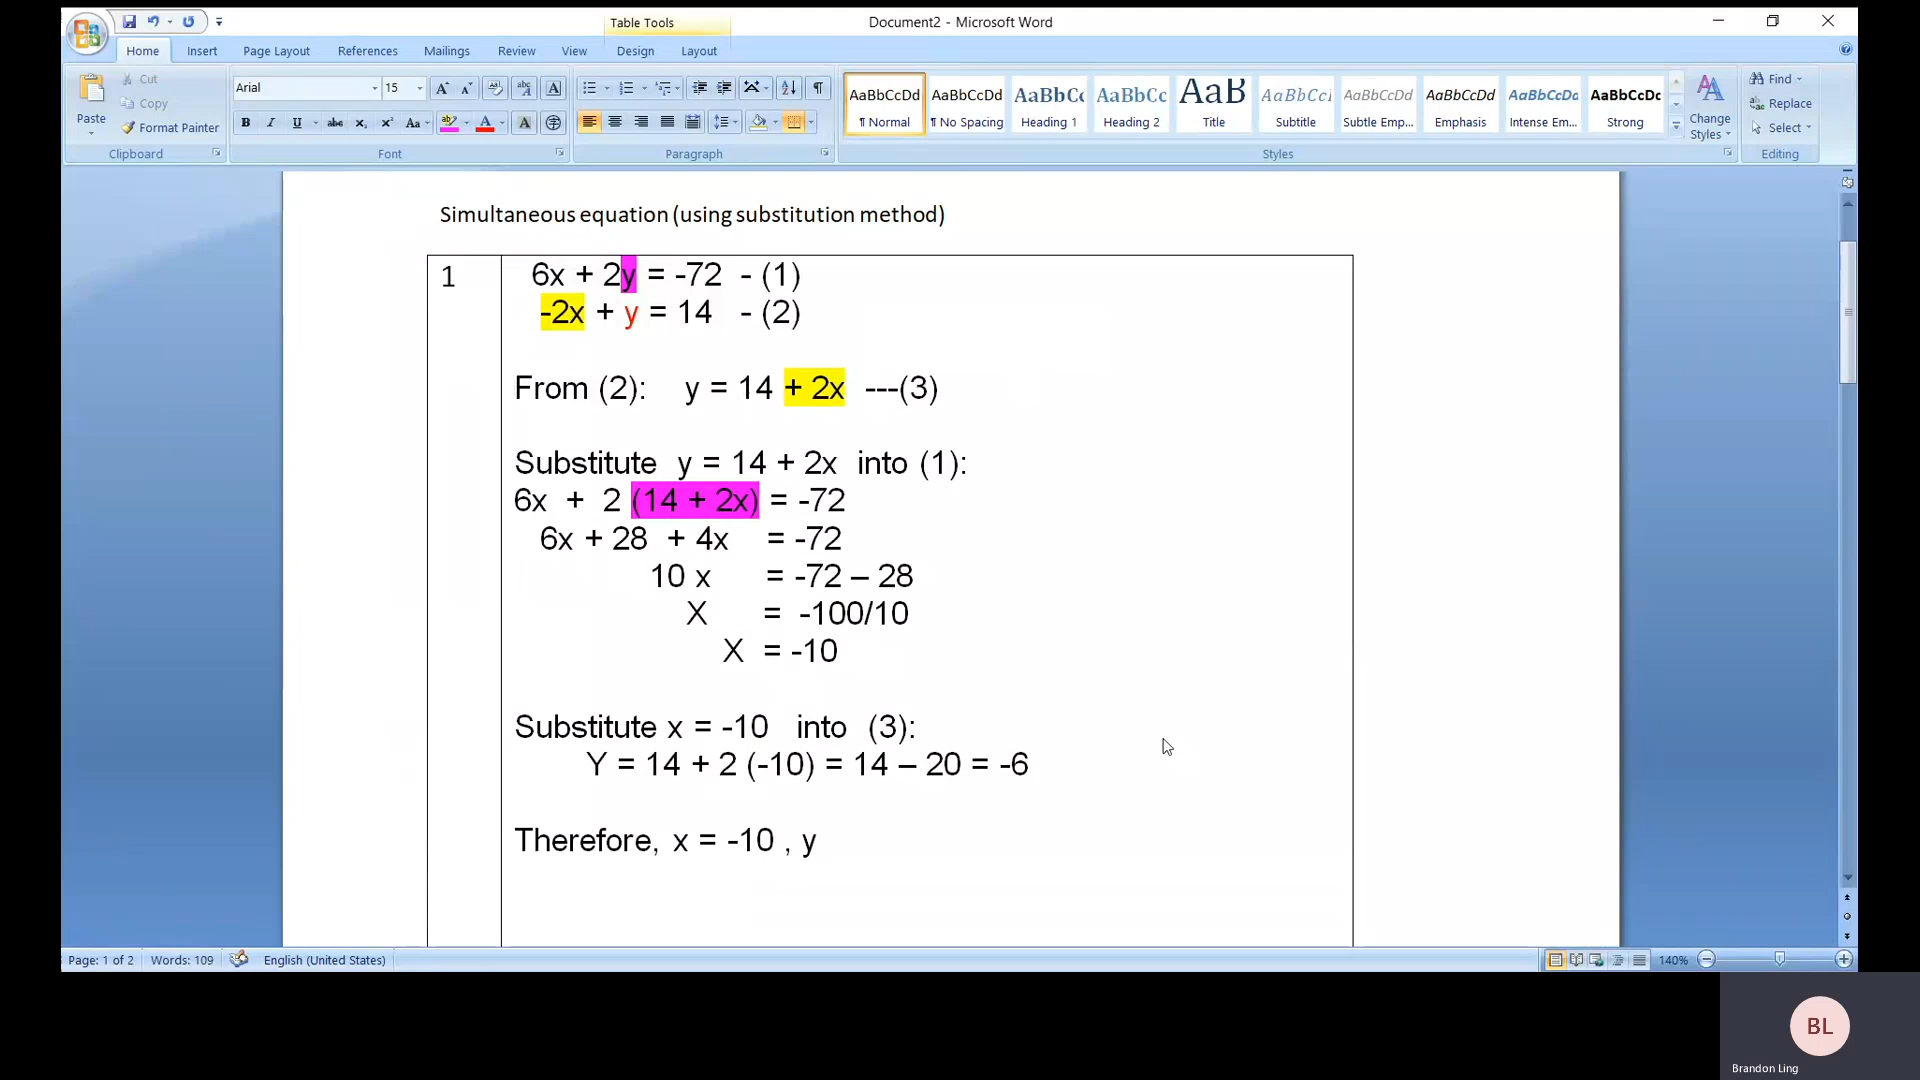 Document2 - Microsoft Word
Table Tools
Home Insert Page Layout References Mailings Review View Design Layout
Paste
Cut
Copy
Format Painter
Clipboard
Arial 15
Font
Paragraph
AaBbCcDd AaBbCcDd AaBbCc AaBbCc AaB AaBbCcI AaBbCcDd AaBbCcDd AaBbCcDd AaBbCcDc
¶ Normal ¶ No Spacing Heading 1 Heading 2 Title Subtitle Subtle Emp... Emphasis Intense Em... Strong
Change
Styles
Styles
Find
Replace
Select
Editing
Simultaneous equation (using substitution method)
1
6x + 2y = -72 - (1)
-2x + y = 14 - (2)
From (2): y = 14 + 2x ---(3)
Substitute y = 14 + 2x into (1):
6x + 2 (14 + 2x) = -72
6x + 28 + 4x = -72
10 x = -72 – 28
X = -100/10
X = -10
Substitute x = -10 into (3):
Y = 14 + 2 (-10) = 14 – 20 = -6
Therefore, x = -10 , y
Page: 1 of 2 Words: 109 English (United States) 140%
BL
Brandon Ling